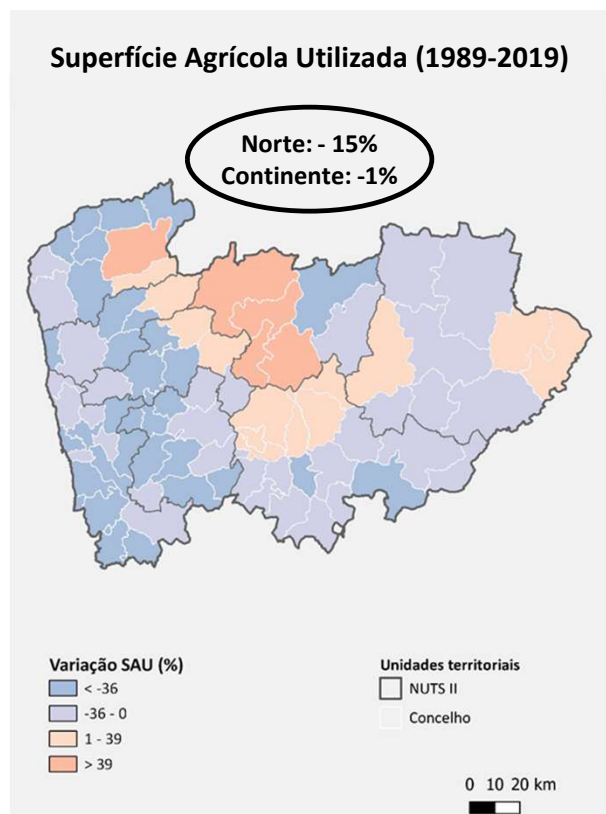 Superfície Agrícola Utilizada (1989-2019)
Norte: - 15%
Continente: -1%
Variação SAU (%)
< -36
-36 - 0
1 - 39
> 39
Unidades territoriais
NUTS II
Concelho
0 10 20 km